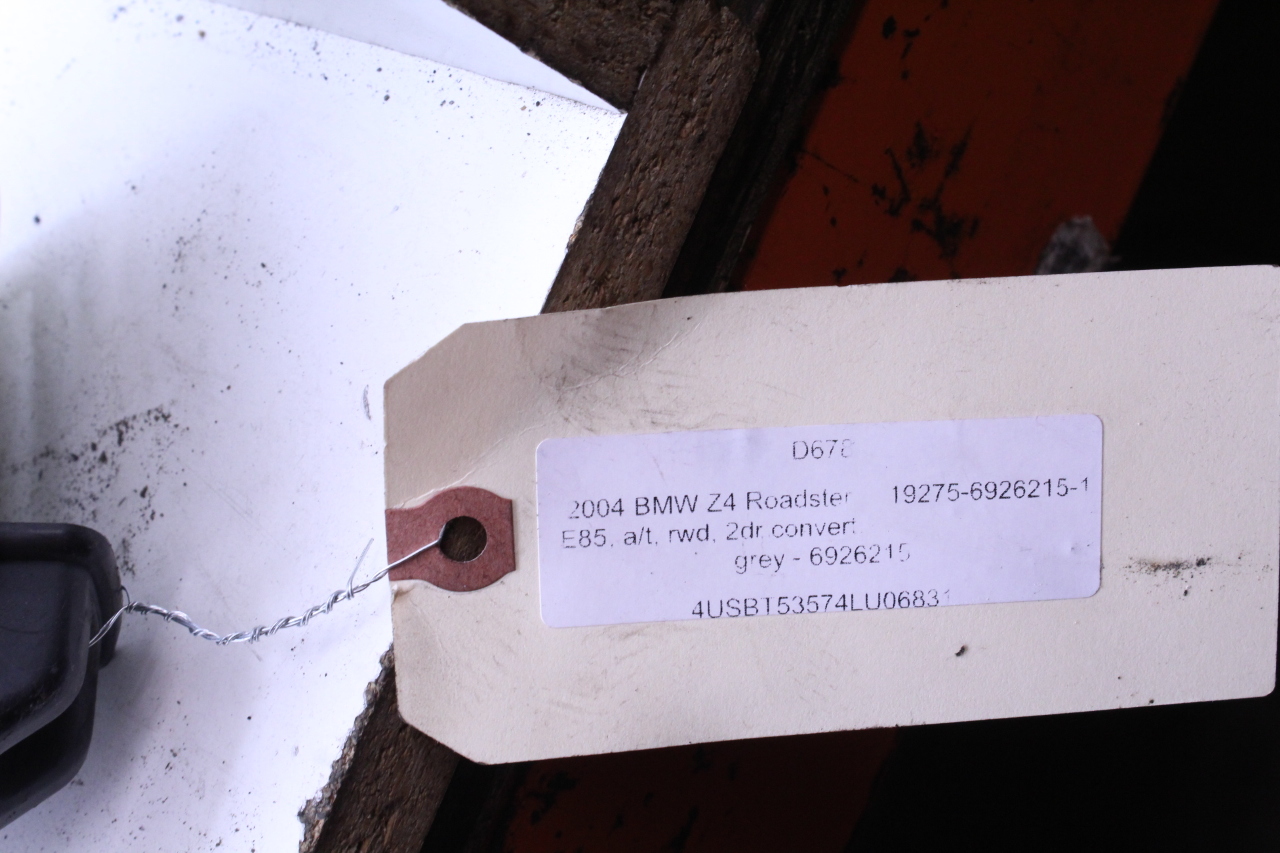 D678
2004 BMW Z4 Roadster 19275-6926215-1
E85, a/t, rwd, 2dr convert
grey - 6926215
4USBT53574LU06831